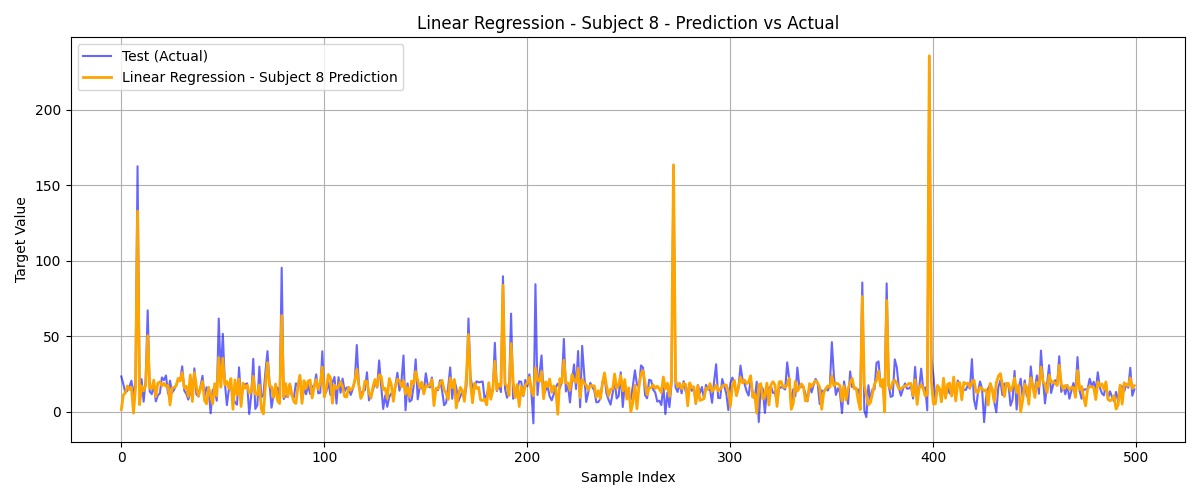 Linear Regression - Subject 8 - Prediction vs Actual
Test (Actual)
Linear Regression - Subject 8 Prediction
Target Value
200
150
100
50
0
0 100 200 300 400 500
Sample Index